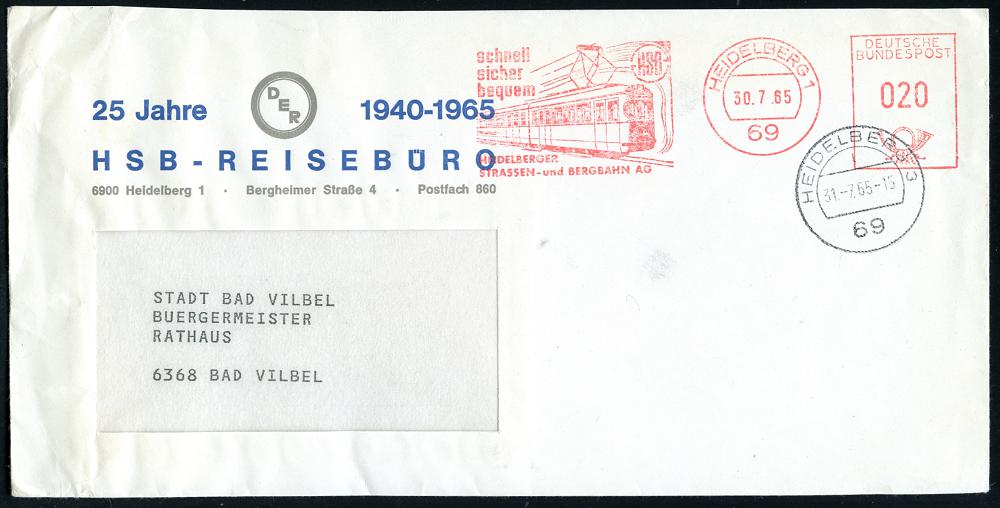 25 Jahre DER 1940-1965
HSB-REISEBÜRO
6900 Heidelberg 1 · Bergheimer Straße 4 · Postfach 860
schnell
sicher
bequem
HSB
HEIDELBERGER
STRASSEN-und BERGBAHN AG
HEIDELBERG 1
30.7.65
69
DEUTSCHE
BUNDESPOST
020
HEIDELBERG 3
31.-7.65-15
69
STADT BAD VILBEL
BUERGERMEISTER
RATHAUS
6368 BAD VILBEL